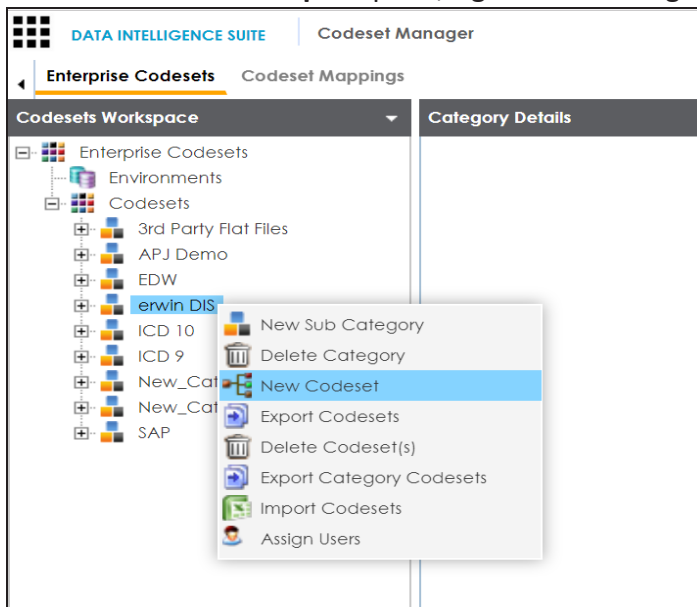 DATA INTELLIGENCE SUITE
Codeset Manager
Enterprise Codesets
Codeset Mappings
Codesets Workspace
Category Details
Enterprise Codesets
Environments
Codesets
3rd Party Flat Files
APJ Demo
EDW
erwin DIS
ICD 10
ICD 9
New_Cat
New_Cat
SAP
New Sub Category
Delete Category
New Codeset
Export Codesets
Delete Codeset(s)
Export Category Codesets
Import Codesets
Assign Users